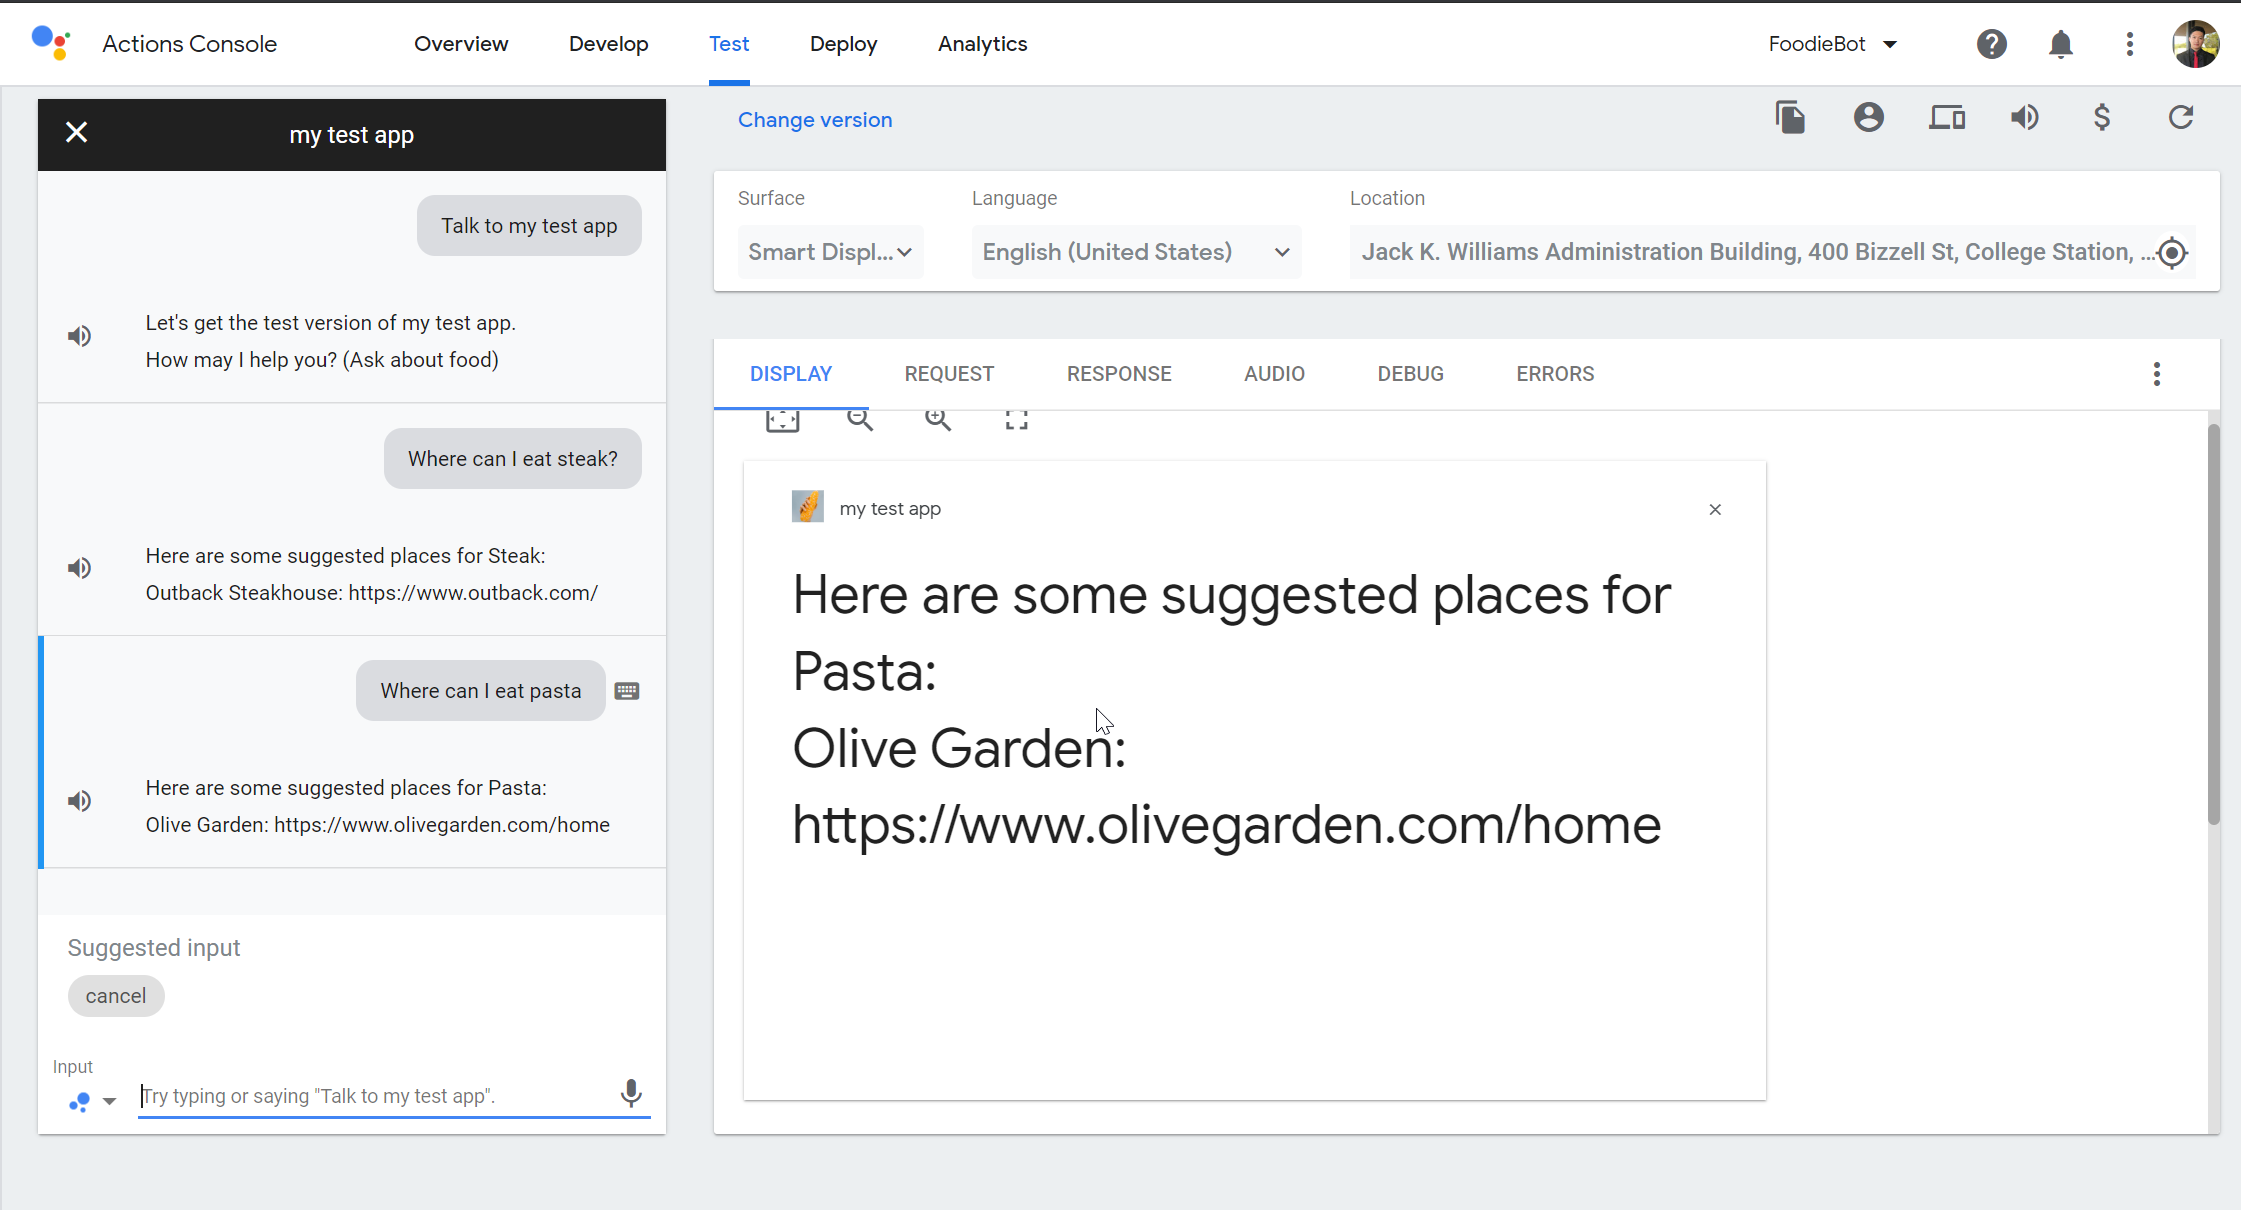 Actions Console
Overview
Develop
Test
Deploy
Analytics
FoodieBot
my test app
Talk to my test app
Let's get the test version of my test app.
How may I help you? (Ask about food)
Where can I eat steak?
Here are some suggested places for Steak:
Outback Steakhouse: https://www.outback.com/
Where can I eat pasta
Here are some suggested places for Pasta:
Olive Garden: https://www.olivegarden.com/home
Suggested input
cancel
Input
Try typing or saying "Talk to my test app".
Change version
Surface
Language
Location
Smart Displ...
English (United States)
Jack K. Williams Administration Building, 400 Bizzell St, College Station, ...
DISPLAY
REQUEST
RESPONSE
AUDIO
DEBUG
ERRORS
my test app
Here are some suggested places for
Pasta:
Olive Garden:
https://www.olivegarden.com/home